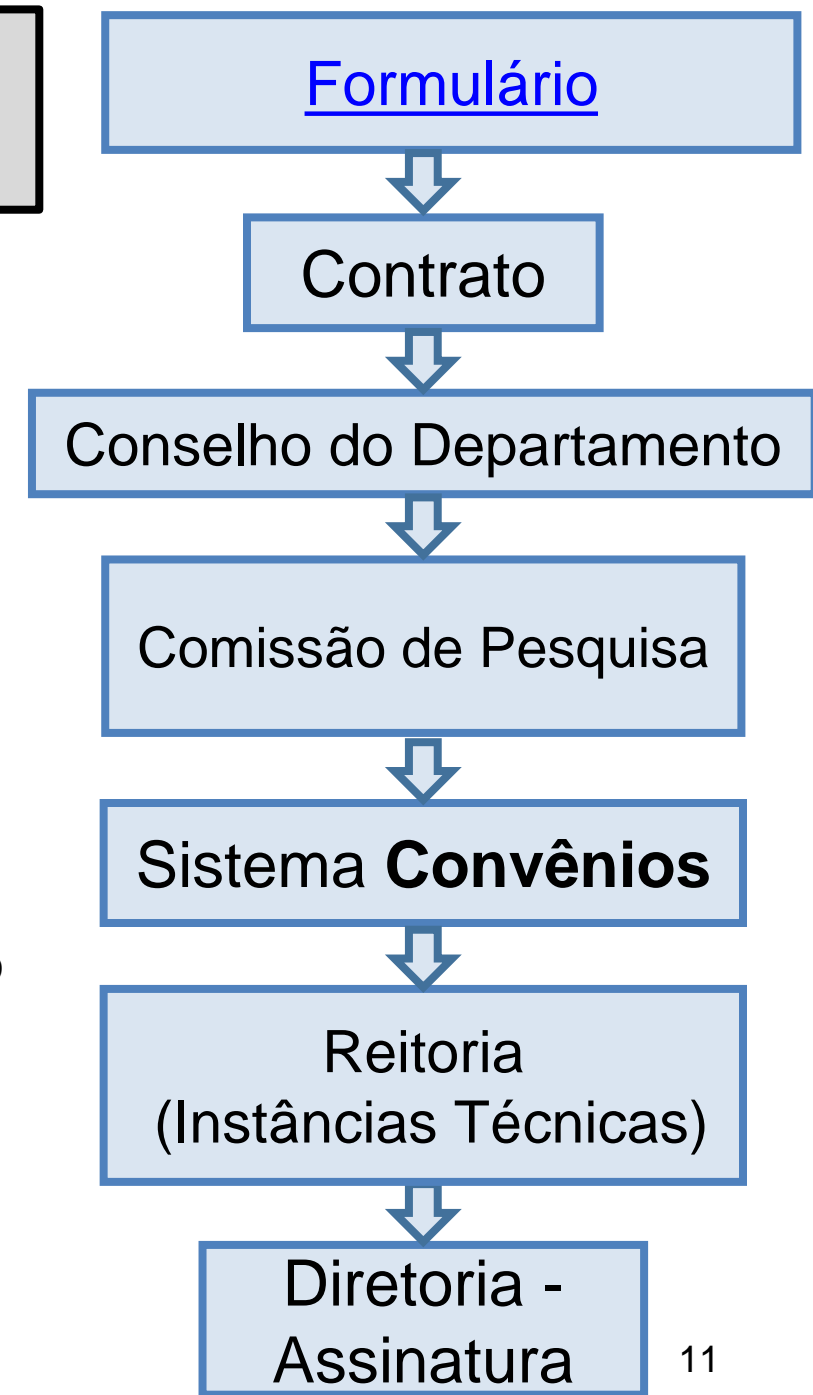 Formulário
Contrato
Conselho do Departamento
Comissão de Pesquisa
Sistema Convênios
Reitoria
(Instâncias Técnicas)
Diretoria -
Assinatura
11